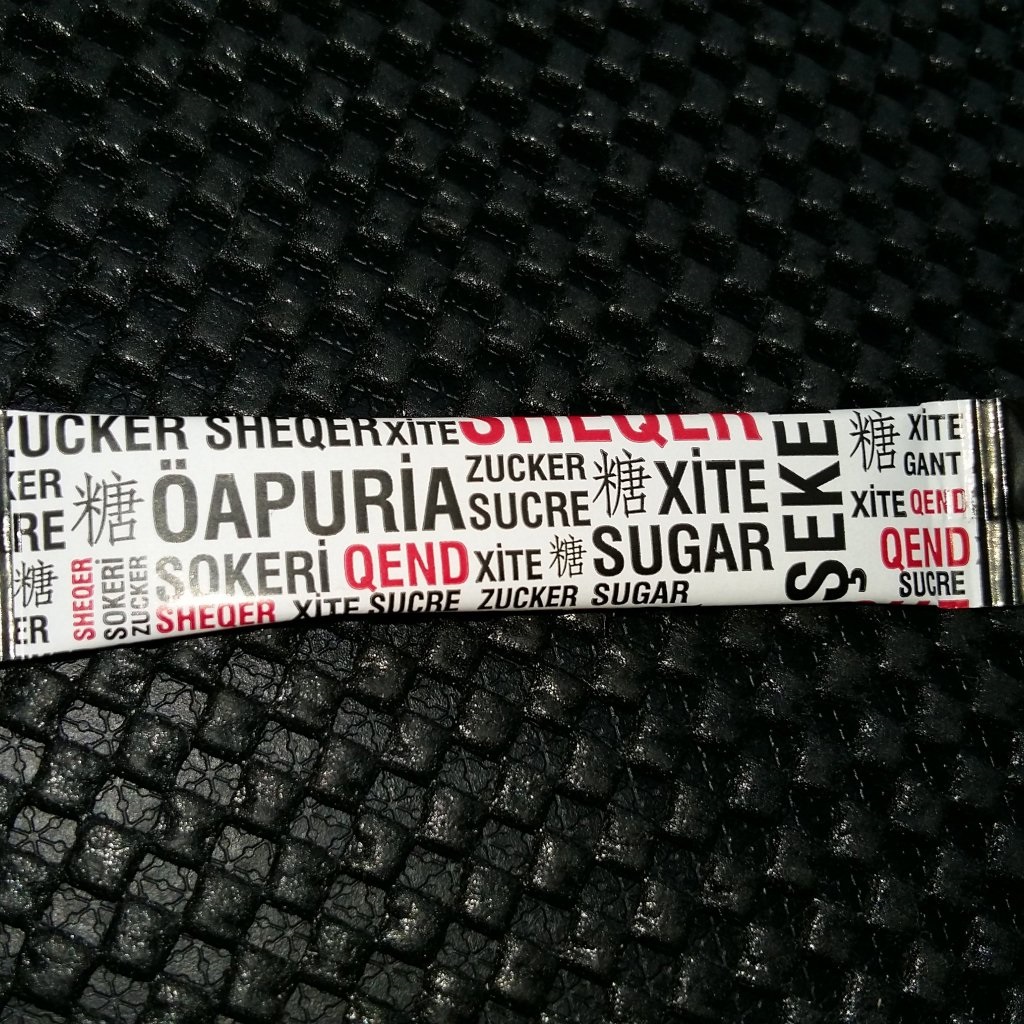 ZUCKER SHEQER XİTE SHEQER
糖 XİTE
GANT
KER 糖 ÖAPURİA ZUCKER 糖 XİTE
SUCRE
XİTE QEND
SOKERİ QEND XİTE 糖 SUGAR
ŞEKE
QEND
SUCRE
糖
SHEQER
SOKERİ
ZUCKER
SHEQER XİTE SUCRE ZUCKER SUGAR